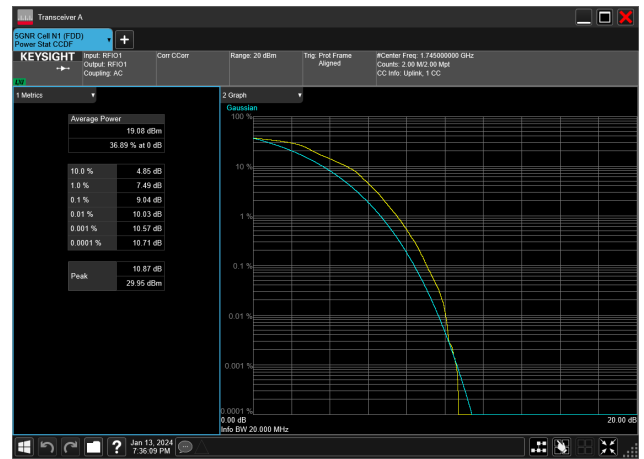 Transceiver A
5GNR Cell N1 (FDD)
Power Stat CCDF
KEYSIGHT
Input: RFIO1
Output: RFIO1
Coupling: AC
Corr CCorr
Range: 20 dBm
Trig: Prot Frame
Aligned
#Center Freq: 1.745000000 GHz
Counts: 2.00 M/2.00 Mpt
CC Info: Uplink, 1 CC
1 Metrics
Average Power
19.08 dBm
36.89 % at 0 dB
10.0 % 4.85 dB
1.0 % 7.49 dB
0.1 % 9.04 dB
0.01 % 10.03 dB
0.001 % 10.57 dB
0.0001 % 10.71 dB
Peak
10.87 dB
29.95 dBm
2 Graph
Gaussian
100 %
10 %
1 %
0.1 %
0.01 %
0.001 %
0.0001 %
0.00 dB
20.00 dB
Info BW 20.000 MHz
Jan 13, 2024
7:36:09 PM